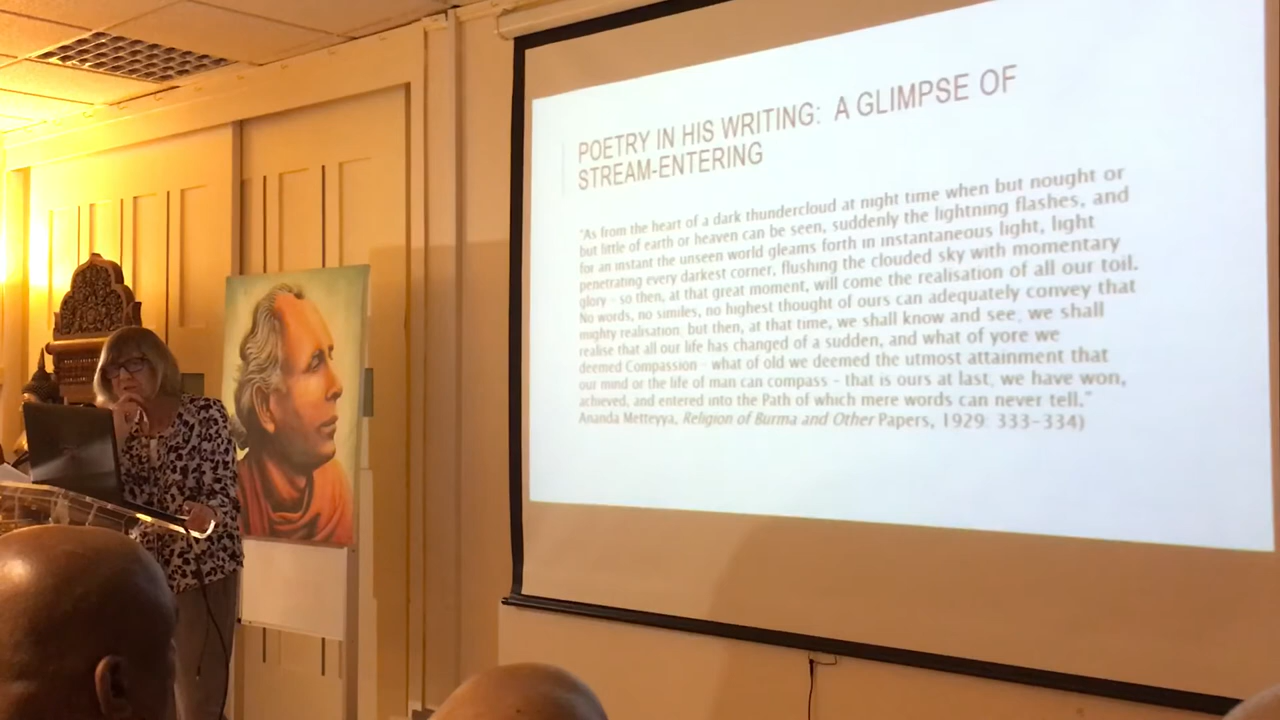 POETRY IN HIS WRITING: A GLIMPSE OF
STREAM-ENTERING
"As from the heart of a dark thundercloud at night time when but nought or
but little of earth or heaven can be seen, suddenly the lightning flashes, and
for an instant the unseen world gleams forth in instantaneous light, light
penetrating every darkest corner, flushing the clouded sky with momentary
glory - so then, at that great moment, will come the realisation of all our toil.
No words, no similes, no highest thought of ours can adequately convey that
mighty realisation: but then, at that time, we shall know and see, we shall
realise that all our life has changed of a sudden, and what of yore we
deemed Compassion - what of old we deemed the utmost attainment that
our mind or the life of man can compass - that is ours at last, we have won,
achieved, and entered into the Path of which mere words can never tell."
Ananda Metteyya, Religion of Burma and Other Papers, 1929: 333-334)